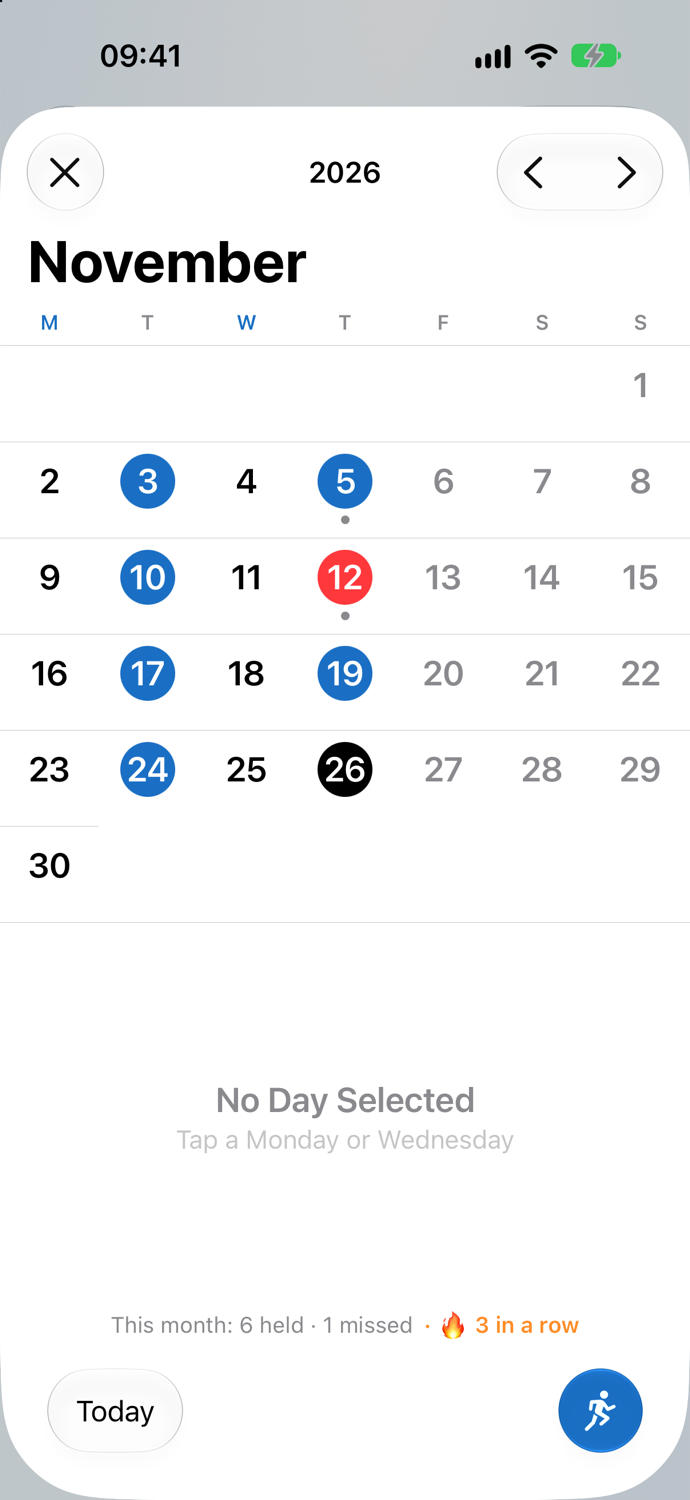 09:41
2026
November
M T W T F S S
1
2 3 4 5 6 7 8
9 10 11 12 13 14 15
16 17 18 19 20 21 22
23 24 25 26 27 28 29
30
No Day Selected
Tap a Monday or Wednesday
This month: 6 held · 1 missed · 🔥 3 in a row
Today